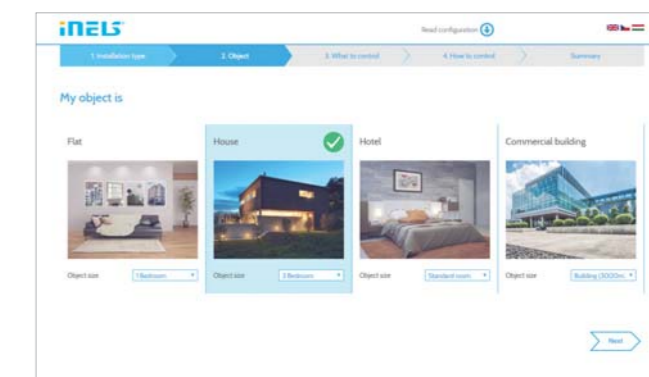 iNELS
Read configuration
1. Installation type
2. Object
3. What to control
4. How to control
Summary
My object is
Flat
House
Hotel
Commercial building
Object size
1 Bedroom
Object size
Object size
Standard room
Object size
Building (3000m
Next